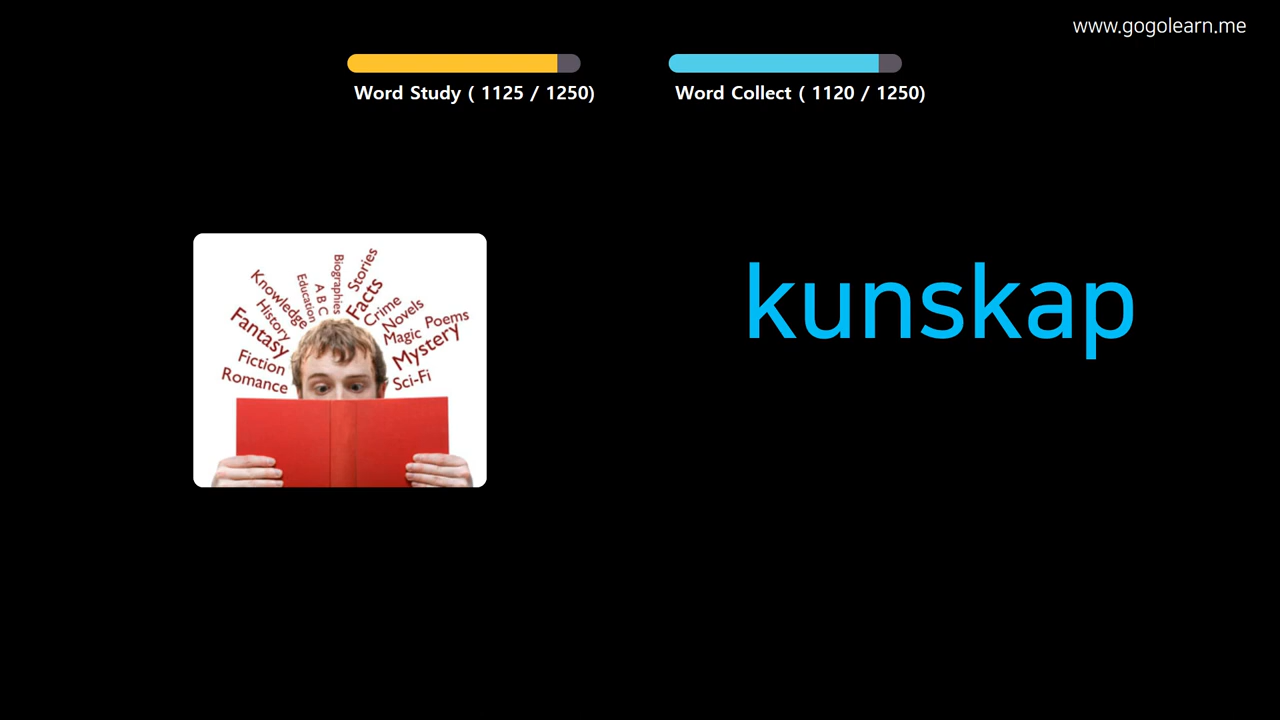 www.gogolearn.me
Word Study ( 1125 / 1250)
Word Collect ( 1120 / 1250)
kunskap
Knowledge
History
Fantasy
Fiction
Romance
Education
A B C
Biographies
Stories
Facts
Crime
Novels
Magic
Poems
Mystery
Sci-Fi